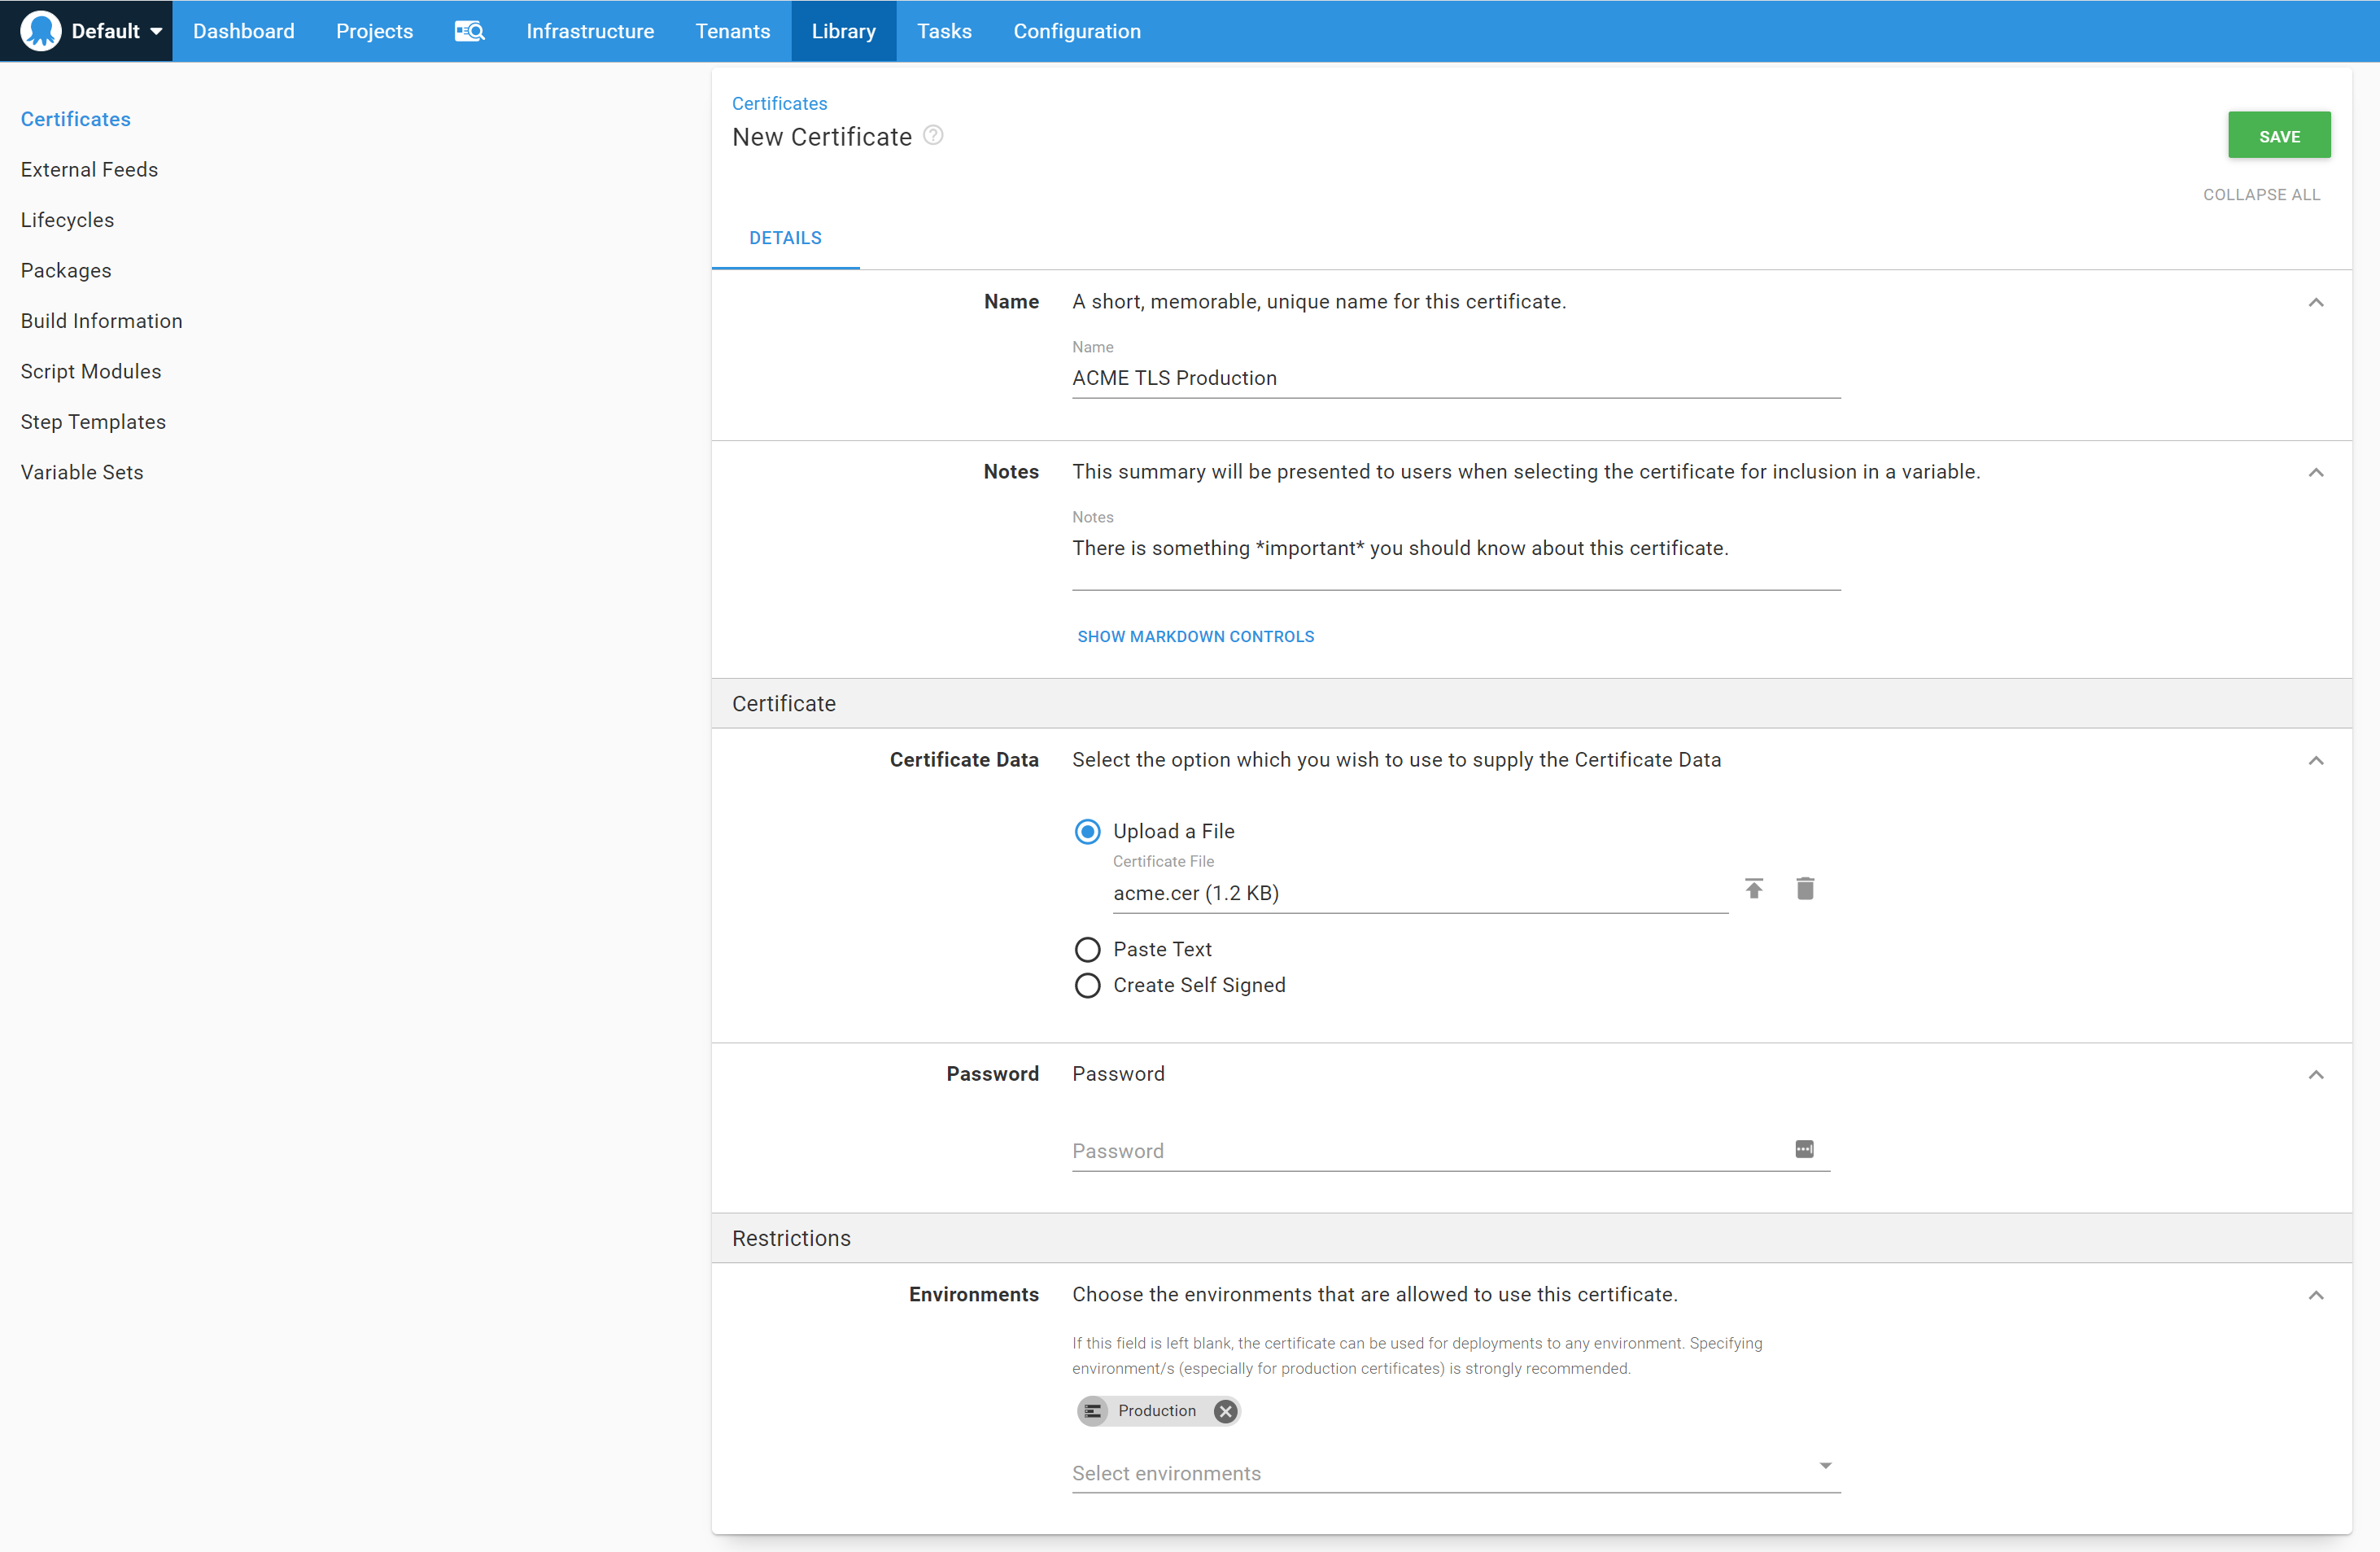 Default Dashboard Projects Infrastructure Tenants Library Tasks Configuration
Certificates
External Feeds
Lifecycles
Packages
Build Information
Script Modules
Step Templates
Variable Sets
Certificates
New Certificate
SAVE
COLLAPSE ALL
DETAILS
Name A short, memorable, unique name for this certificate.
Name
ACME TLS Production
Notes This summary will be presented to users when selecting the certificate for inclusion in a variable.
Notes
There is something *important* you should know about this certificate.
SHOW MARKDOWN CONTROLS
Certificate
Certificate Data Select the option which you wish to use to supply the Certificate Data
Upload a File
Certificate File
acme.cer (1.2 KB)
Paste Text
Create Self Signed
Password Password
Password
Restrictions
Environments Choose the environments that are allowed to use this certificate.
If this field is left blank, the certificate can be used for deployments to any environment. Specifying
environment/s (especially for production certificates) is strongly recommended.
Production
Select environments